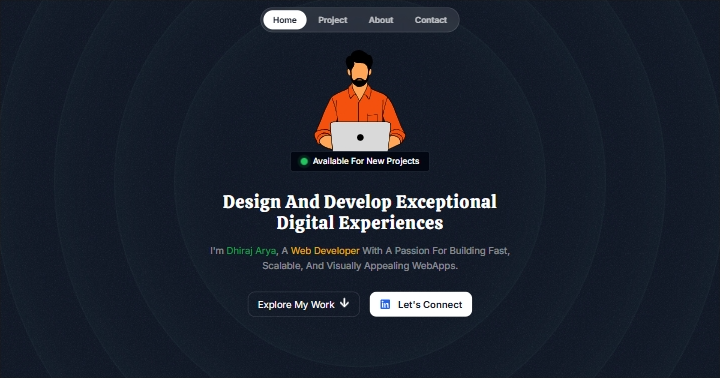 Home Project About Contact
Available For New Projects
Design And Develop Exceptional
Digital Experiences
I'm Dhiraj Arya, A Web Developer With A Passion For Building Fast,
Scalable, And Visually Appealing WebApps.
Explore My Work Let's Connect